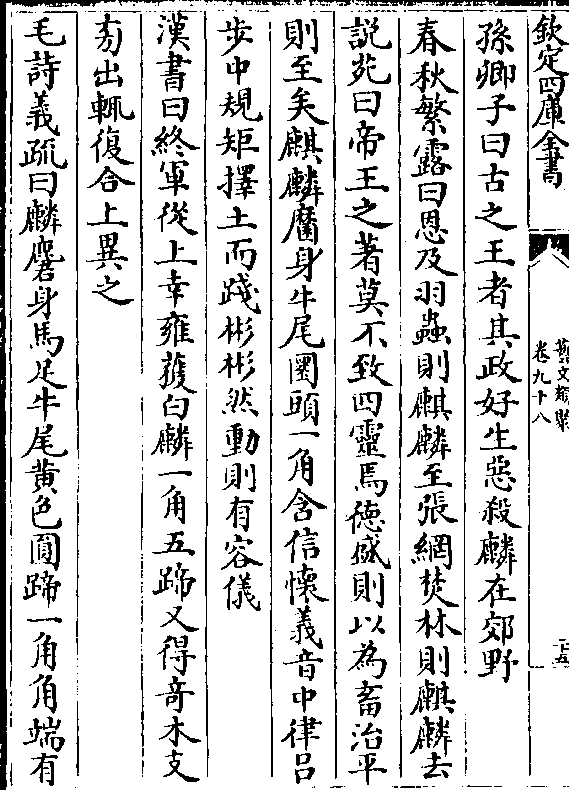 欽定四庫全書
藝文類聚
卷九十八
十五
孫卿子曰古之王者其政好生惡殺麟在郊野
春秋繁露曰恩及羽蟲則麒麟至張網焚林則麒麟去
説苑曰帝王之著莫不致四靈焉徳盛則以為畜治平
則至矣麒麟麕身牛尾圜頭一角含信懐義音中律吕
步中規矩擇土而踐彬彬然動則有容儀
漢書曰終軍從上幸雍獲白麟一角五蹄又得竒木支
旁出輒復合上異之
毛詩義疏曰麟麏身馬足牛尾黄色圓蹄一角角端有